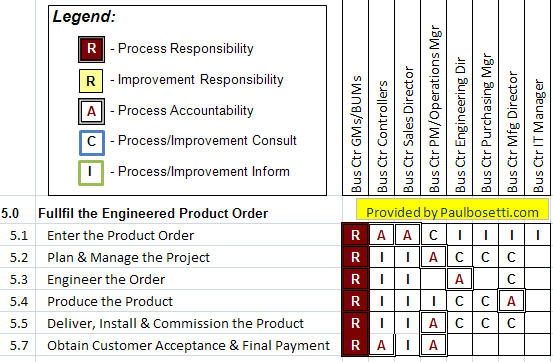 Legend:
R - Process Responsibility
R - Improvement Responsibility
A - Process Accountability
C - Process/Improvement Consult
I - Process/Improvement Inform
Bus Ctr GMs/BUMs
Bus Ctr Controllers
Bus Ctr Sales Director
Bus Ctr PM/Operations Mgr
Bus Ctr Engineering Dir
Bus Ctr Purchasing Mgr
Bus Ctr Mfg Director
Bus Ctr IT Manager
5.0 Fullfil the Engineered Product Order Provided by Paulbosetti.com
5.1 Enter the Product Order R A A C I I I I
5.2 Plan & Manage the Project R I I A C C C
5.3 Engineer the Order R I I A C
5.4 Produce the Product R I I I C C A
5.5 Deliver, Install & Commission the Product R I I A C C C
5.7 Obtain Customer Acceptance & Final Payment R A I A